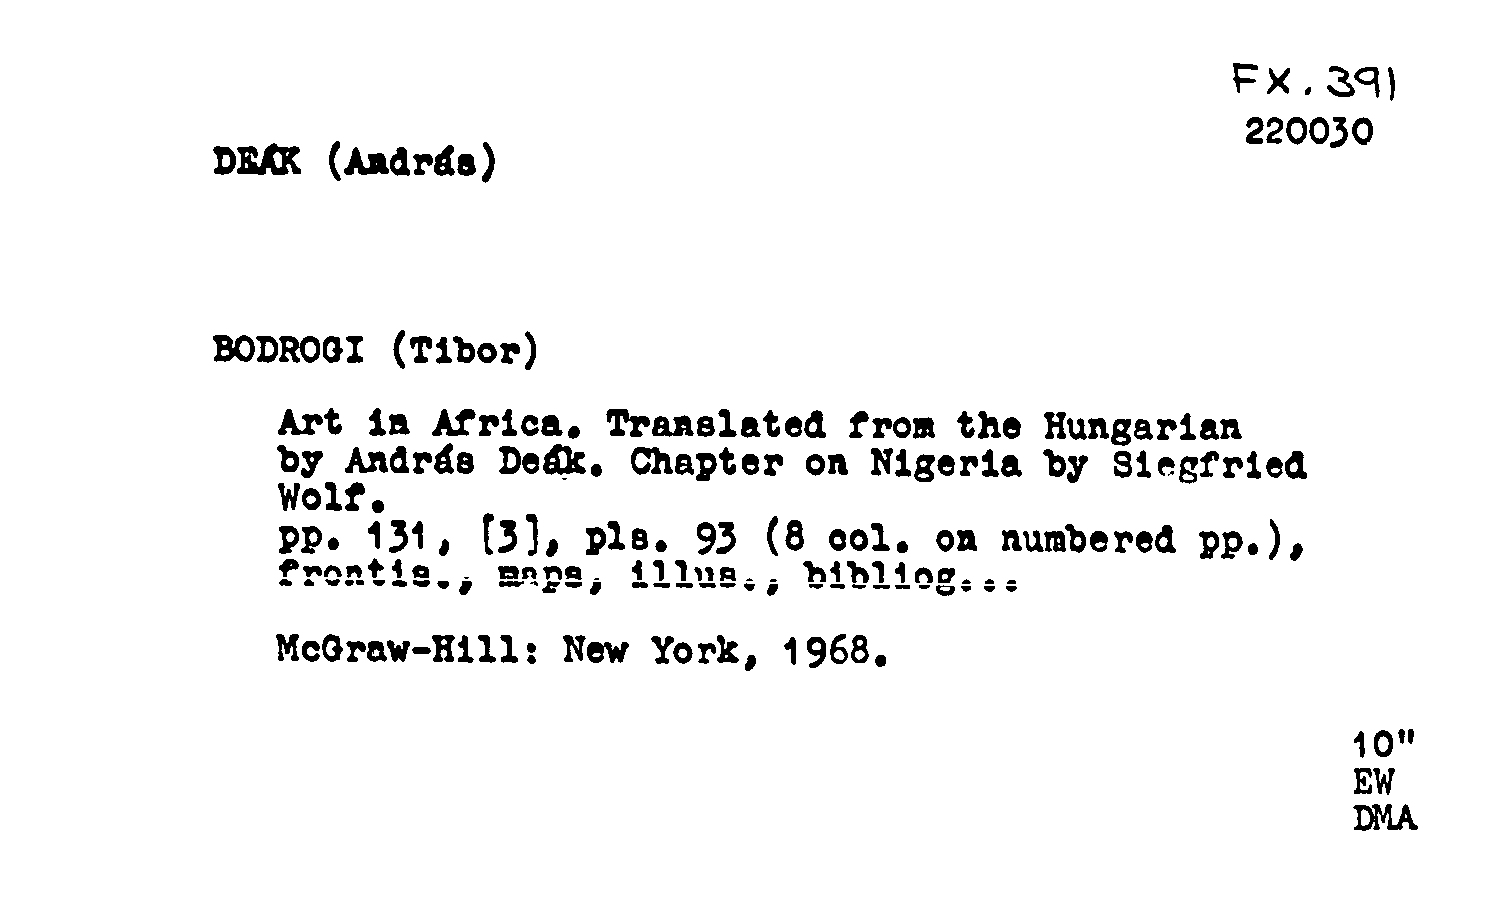 FX.391
220030
DEÁK (András)
BODROGI (Tibor)
Art in Africa. Translated from the Hungarian
by András Deák. Chapter on Nigeria by Siegfried
Wolf.
pp. 131, [3], pls. 93 (8 col. on numbered pp.),
frontis., maps, illus., bibliog...
McGraw-Hill: New York, 1968.
10"
EW
DMA